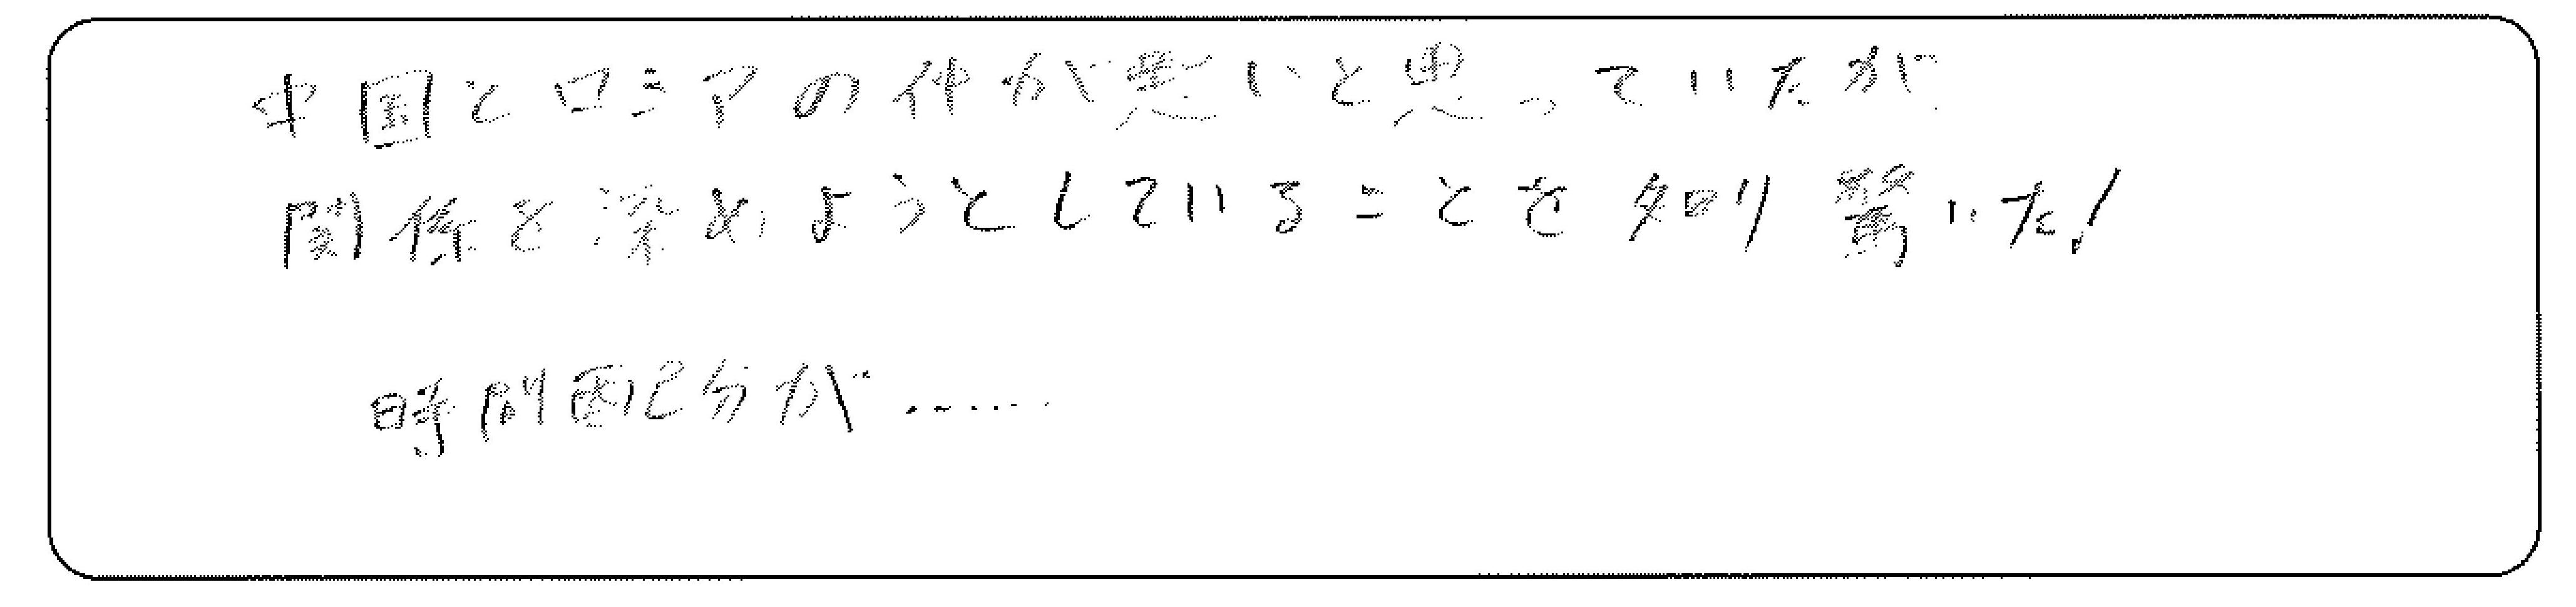 中国とロシアの仲が悪いと思っていたが
関係を深めようとしていることを知り驚いた!
時間配分が……